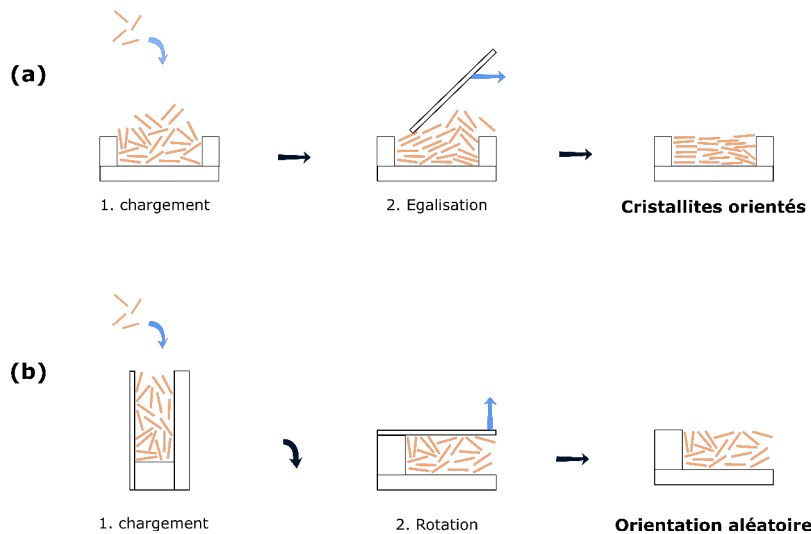 (a)
1. chargement
2. Egalisation
Cristallites orientés
(b)
1. chargement
2. Rotation
Orientation aléatoire